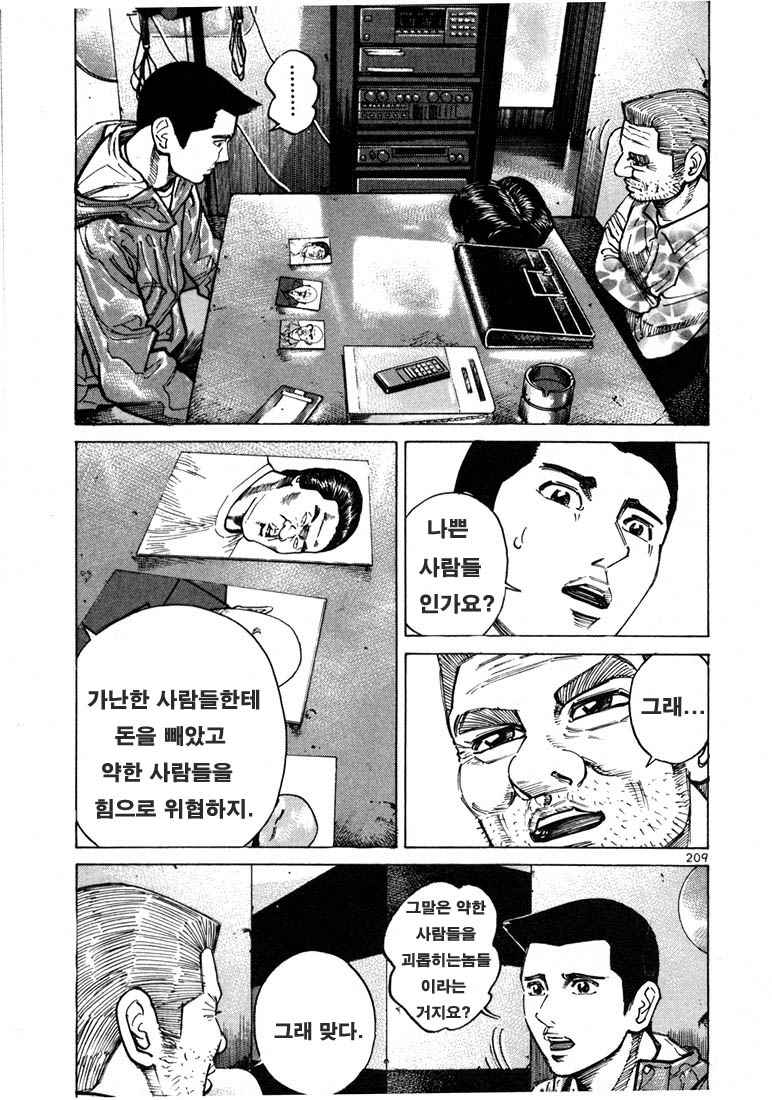 ……
나쁜
사람들
인가요?
가난한 사람들한테
돈을 빼았고
약한 사람들을
힘으로 위협하지.
그래...
209
그말은 약한
사람들을
괴롭히는놈들
이라는
거지요?
그래 맞다.